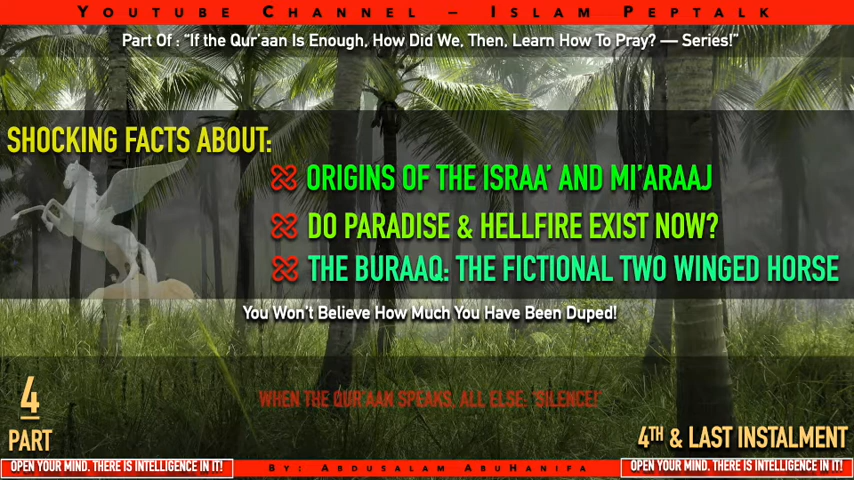 YOUTUBE CHANNEL – ISLAM PEPTALK
Part Of : “If the Qur’aan Is Enough, How Did We, Then, Learn How To Pray? — Series!”
SHOCKING FACTS ABOUT:
ORIGINS OF THE ISRAA’ AND MI’ARAAJ
DO PARADISE & HELLFIRE EXIST NOW?
THE BURAAQ: THE FICTIONAL TWO WINGED HORSE
You Won’t Believe How Much You Have Been Duped!
WHEN THE QUR’AAN SPEAKS, ALL ELSE: ‘SILENCE!’
4
PART
4TH & LAST INSTALMENT
OPEN YOUR MIND. THERE IS INTELLIGENCE IN IT!
BY: ABDUSALAM ABUHANIFA
OPEN YOUR MIND. THERE IS INTELLIGENCE IN IT!